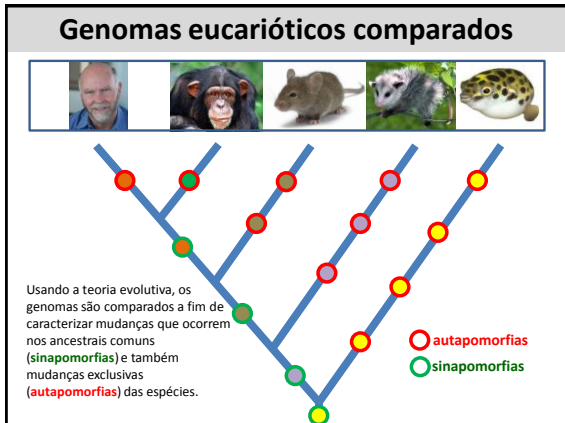 Genomas eucarióticos comparados
Usando a teoria evolutiva, os
genomas são comparados a fim de
caracterizar mudanças que ocorrem
nos ancestrais comuns
(sinapomorfias) e também
mudanças exclusivas
(autapomorfias) das espécies.
autapomorfias
sinapomorfias